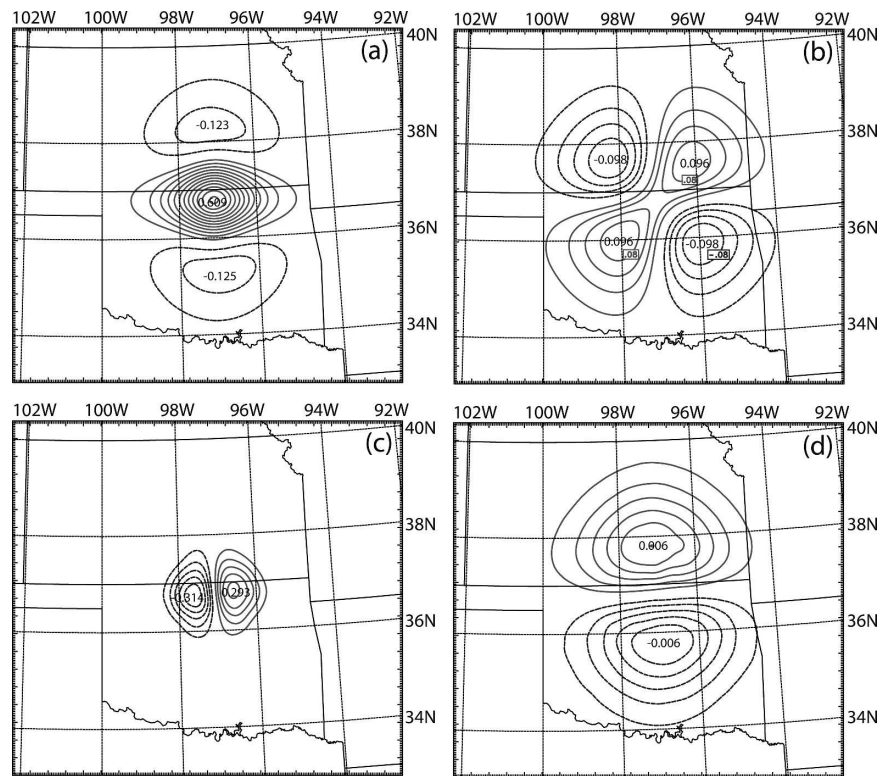 102W 100W 98W 96W 94W 92W
(a)
-0.123
0.609
-0.125
100W 98W 96W 94W 92W
40N
(b)
38N
-0.098
0.096
.08
36N
0.096
-0.098
.08
-.08
34N
102W 100W 98W 96W 94W 92W
(c)
-0.314
0.293
100W 98W 96W 94W 92W
40N
(d)
38N
0.006
36N
-0.006
34N
40N
38N
36N
34N
40N
38N
36N
34N